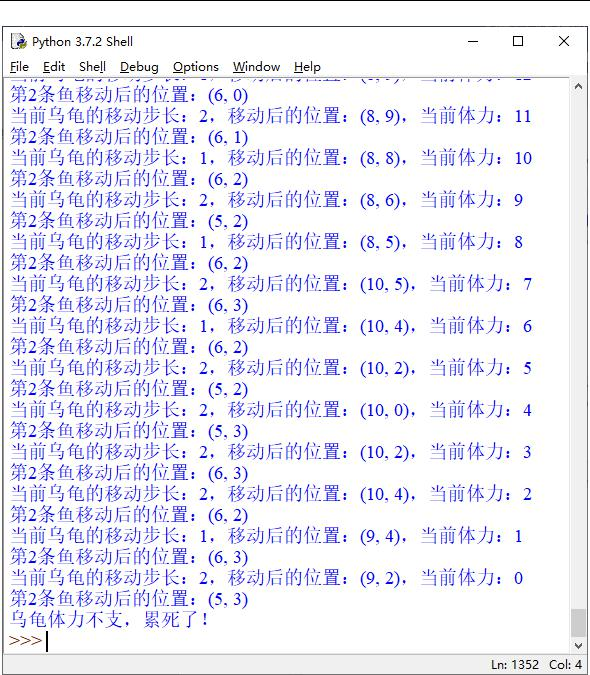 Python 3.7.2 Shell
File Edit Shell Debug Options Window Help
第2条鱼移动后的位置：(6, 0)
当前乌龟的移动步长：2，移动后的位置：(8, 9)，当前体力：11
第2条鱼移动后的位置：(6, 1)
当前乌龟的移动步长：1，移动后的位置：(8, 8)，当前体力：10
第2条鱼移动后的位置：(6, 2)
当前乌龟的移动步长：2，移动后的位置：(8, 6)，当前体力：9
第2条鱼移动后的位置：(5, 2)
当前乌龟的移动步长：1，移动后的位置：(8, 5)，当前体力：8
第2条鱼移动后的位置：(6, 2)
当前乌龟的移动步长：2，移动后的位置：(10, 5)，当前体力：7
第2条鱼移动后的位置：(6, 3)
当前乌龟的移动步长：1，移动后的位置：(10, 4)，当前体力：6
第2条鱼移动后的位置：(6, 2)
当前乌龟的移动步长：2，移动后的位置：(10, 2)，当前体力：5
第2条鱼移动后的位置：(5, 2)
当前乌龟的移动步长：2，移动后的位置：(10, 0)，当前体力：4
第2条鱼移动后的位置：(5, 3)
当前乌龟的移动步长：2，移动后的位置：(10, 2)，当前体力：3
第2条鱼移动后的位置：(6, 3)
当前乌龟的移动步长：2，移动后的位置：(10, 4)，当前体力：2
第2条鱼移动后的位置：(6, 2)
当前乌龟的移动步长：1，移动后的位置：(9, 4)，当前体力：1
第2条鱼移动后的位置：(6, 3)
当前乌龟的移动步长：2，移动后的位置：(9, 2)，当前体力：0
第2条鱼移动后的位置：(5, 3)
乌龟体力不支，累死了！
>>>
Ln: 1352 Col: 4